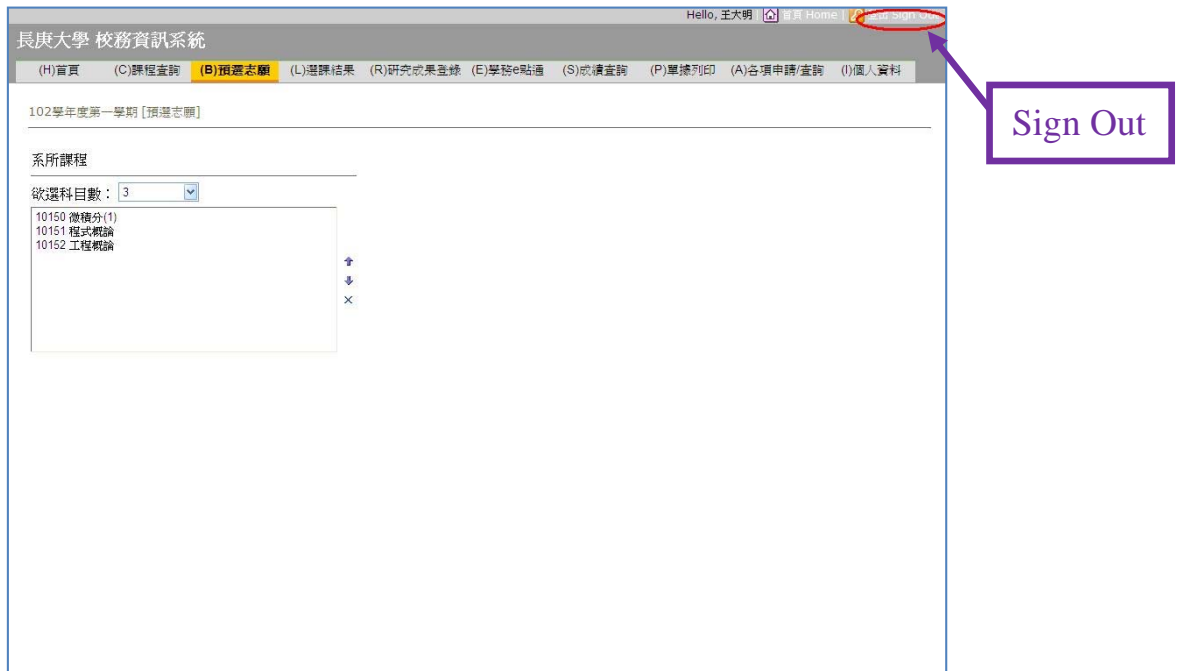 Hello, 王大明 | 首頁 Home | 登出 Sign Out
長庚大學 校務資訊系統
(H)首頁 (C)課程查詢 (B)預選志願 (L)選課結果 (R)研究成果登錄 (E)學務e點通 (S)成績查詢 (P)單據列印 (A)各項申請/查詢 (I)個人資料
Sign Out
102學年度第一學期 [預選志願]
系所課程
欲選科目數： 3
10150 微積分(1)
10151 程式概論
10152 工程概論